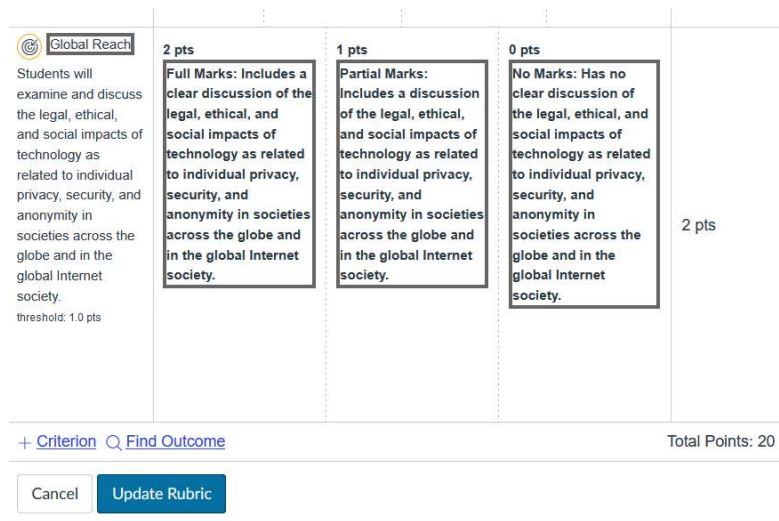 Global Reach
Students will
examine and discuss
the legal, ethical,
and social impacts of
technology as
related to individual
privacy, security, and
anonymity in
societies across the
globe and in the
global Internet
society.
threshold: 1.0 pts
2 pts
Full Marks: Includes a
clear discussion of the
legal, ethical, and
social impacts of
technology as related
to individual privacy,
security, and
anonymity in societies
across the globe and
in the global Internet
society.
1 pts
Partial Marks:
Includes a discussion
of the legal, ethical,
and social impacts of
technology as related
to individual privacy,
security, and
anonymity in societies
across the globe and
in the global Internet
society.
0 pts
No Marks: Has no
clear discussion of
the legal, ethical, and
social impacts of
technology as related
to individual privacy,
security, and
anonymity in
societies across the
globe and in the
global Internet
society.
2 pts
+ Criterion Find Outcome
Total Points: 20
Cancel
Update Rubric